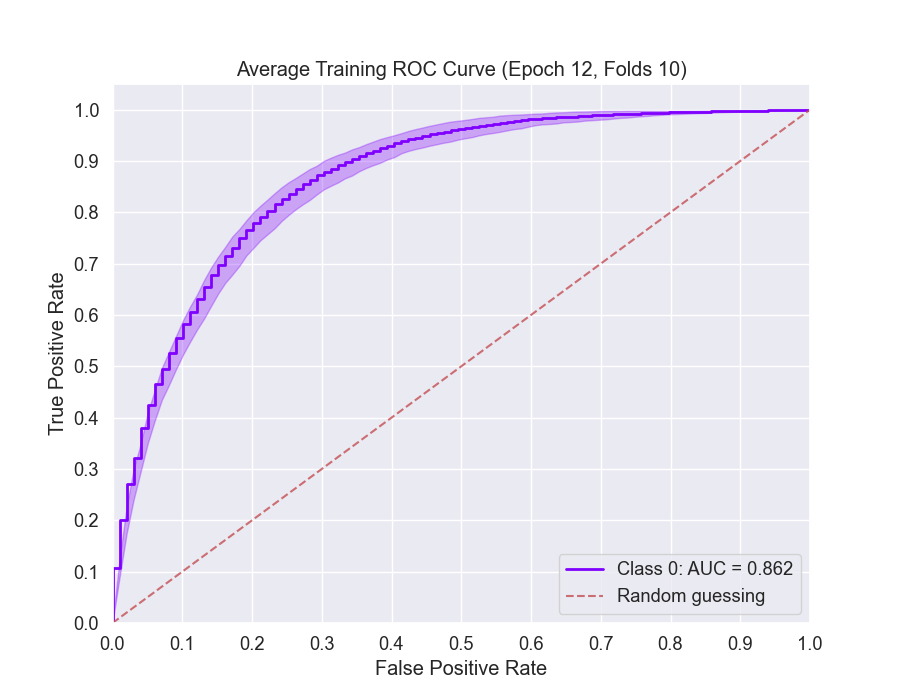 Average Training ROC Curve (Epoch 12, Folds 10)
True Positive Rate
1.0
0.9
0.8
0.7
0.6
0.5
0.4
0.3
0.2
0.1
0.0
Class 0: AUC = 0.862
Random guessing
0.0 0.1 0.2 0.3 0.4 0.5 0.6 0.7 0.8 0.9 1.0
False Positive Rate